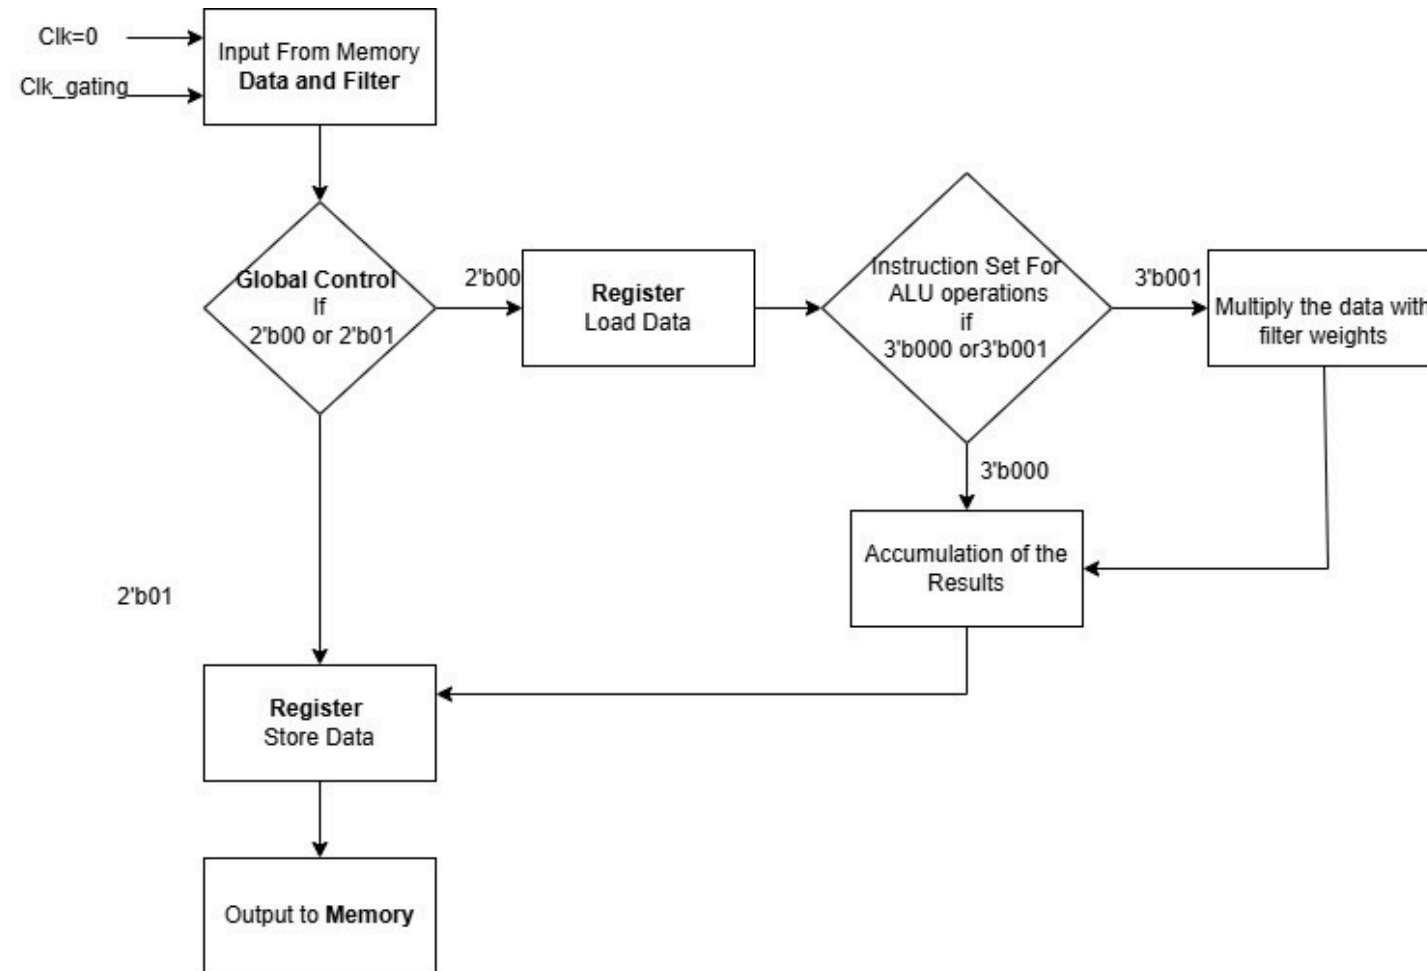 Clk=0
Clk_gating
Input From Memory
Data and Filter
Global Control
If
2'b00 or 2'b01
2'b00
Register
Load Data
Instruction Set For
ALU operations
if
3'b000 or3'b001
3'b001
Multiply the data with
filter weights
3'b000
Accumulation of the
Results
2'b01
Register
Store Data
Output to Memory